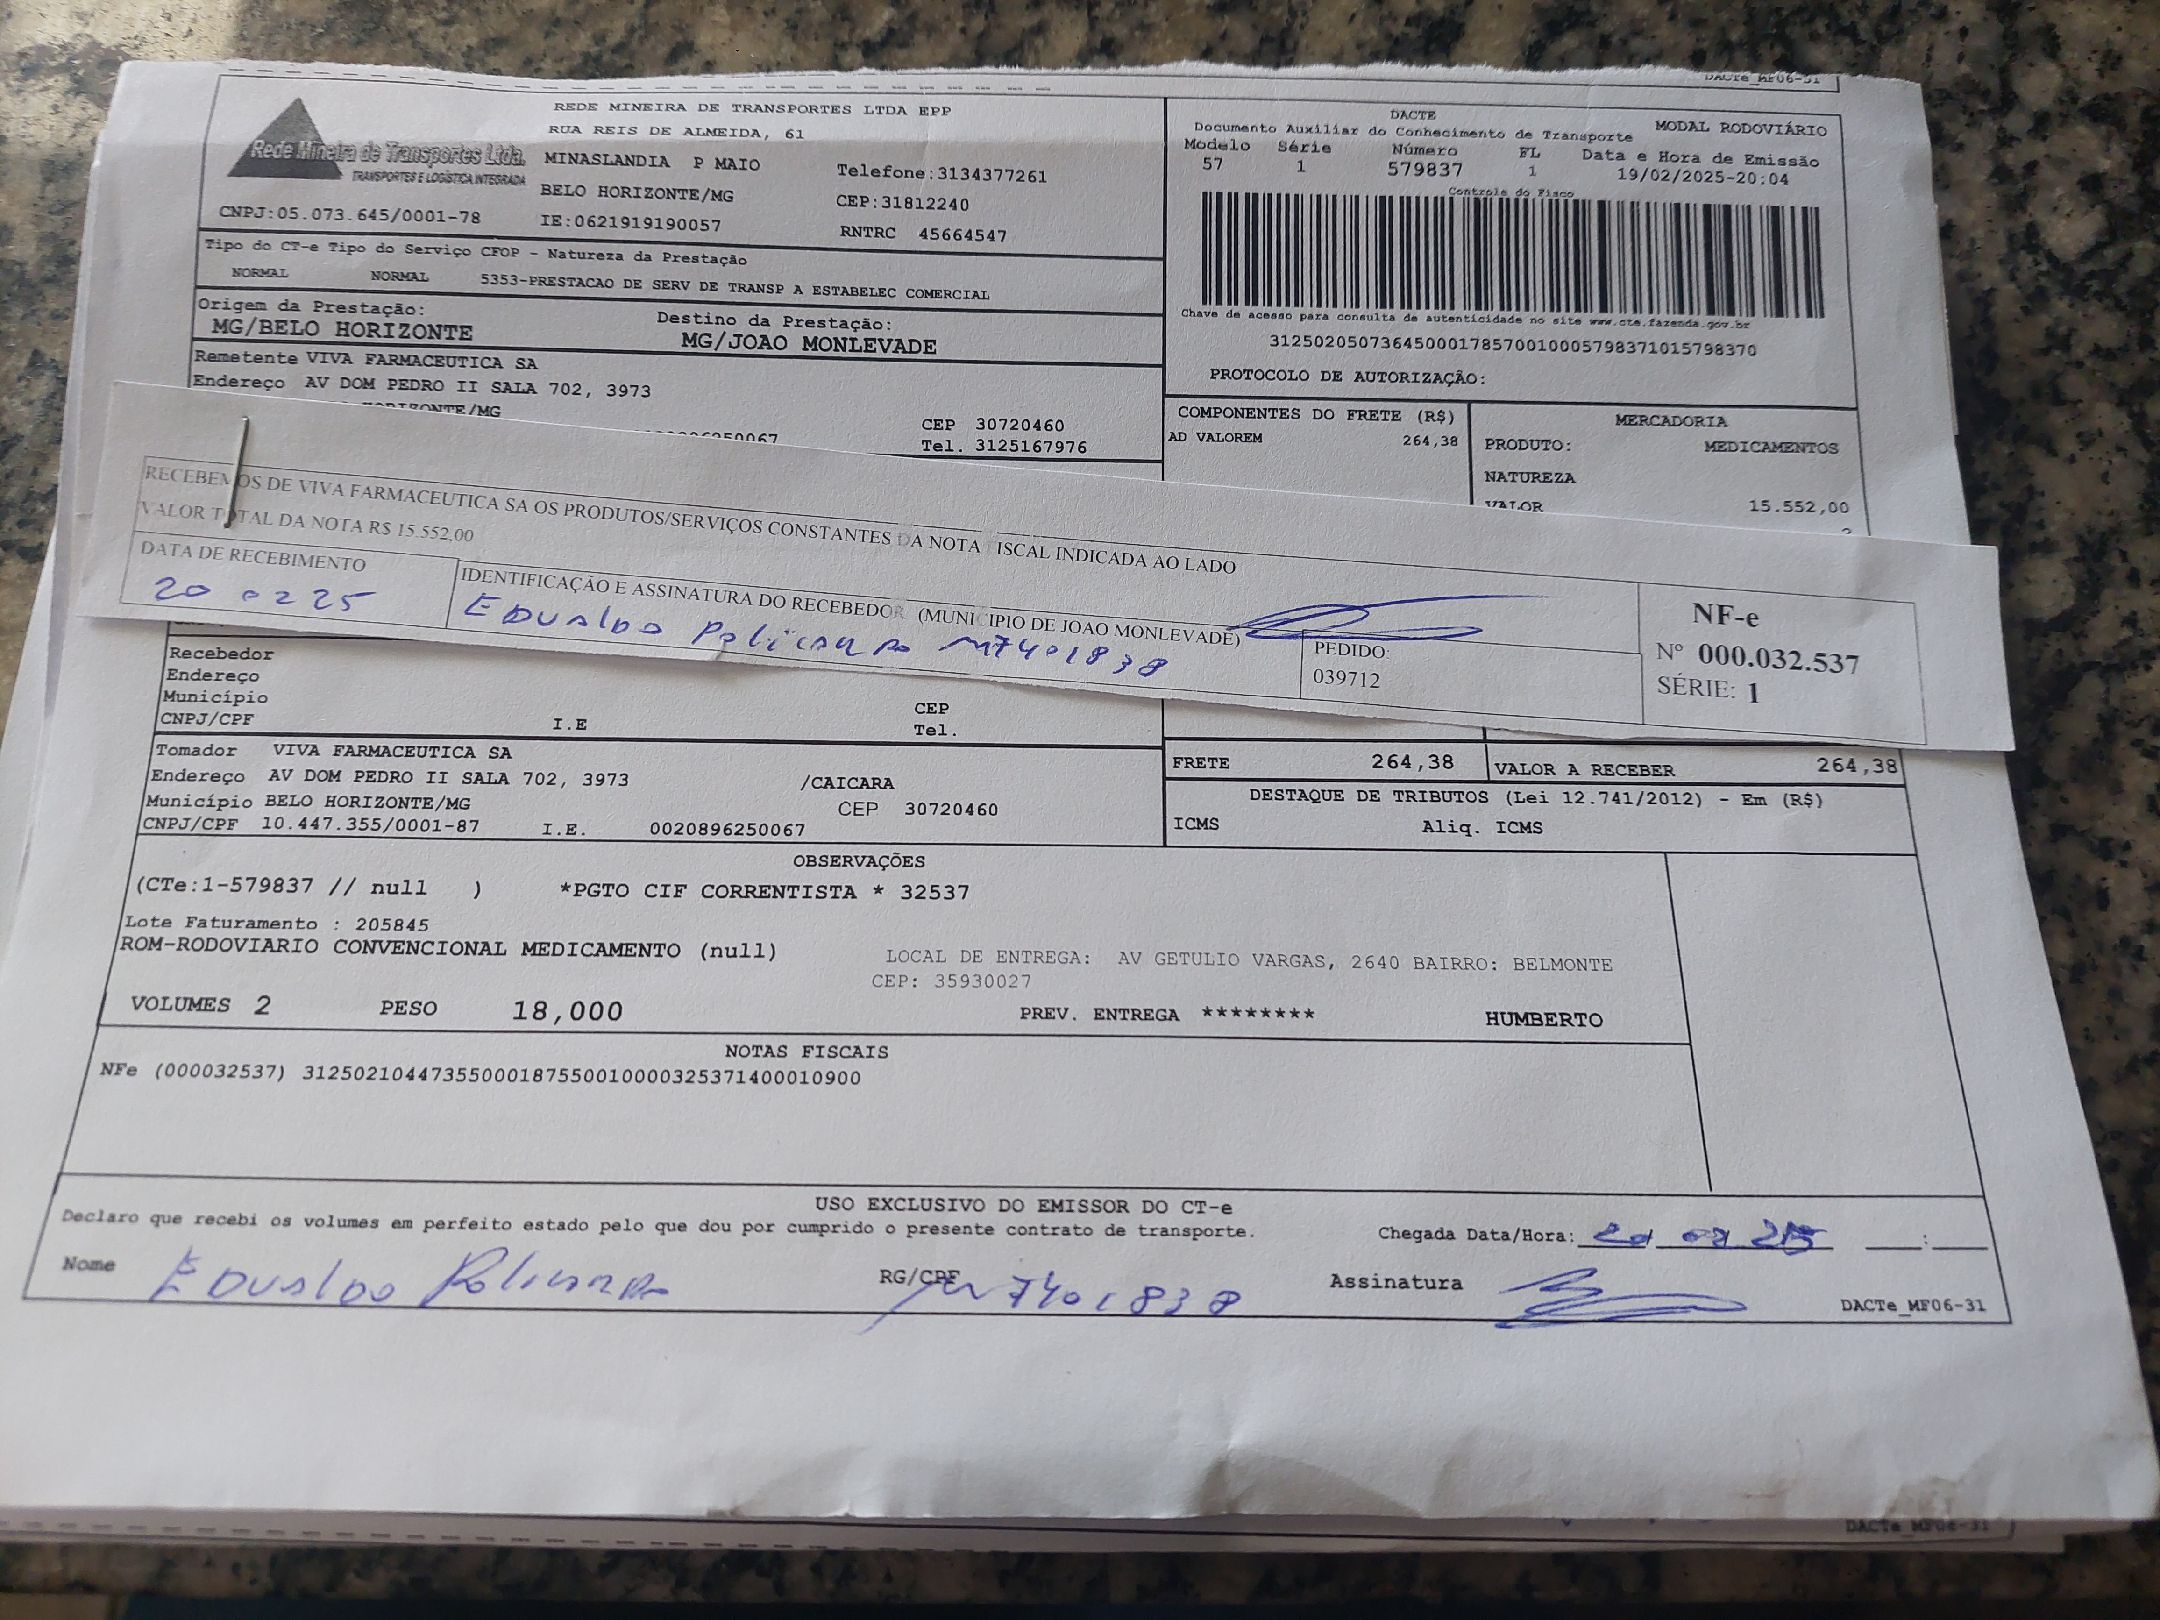 DACTe_MF06-31
REDE MINEIRA DE TRANSPORTES LTDA EPP
RUA REIS DE ALMEIDA, 61
Rede Mineira de Transportes Ltda.
TRANSPORTES E LOGÍSTICA INTEGRADA
MINASLANDIA P MAIO
Telefone:3134377261
BELO HORIZONTE/MG
CEP:31812240
CNPJ:05.073.645/0001-78
IE:0621919190057
RNTRC 45664547
DACTE
Documento Auxiliar do Conhecimento de Transporte
MODAL RODOVIÁRIO
Modelo Série Número FL Data e Hora de Emissão
57 1 579837 1 19/02/2025-20:04
Controle do Fisco
Chave de acesso para consulta de autenticidade no site www.cte.fazenda.gov.br
31250205073645000178570010005798371015798370
PROTOCOLO DE AUTORIZAÇÃO:
Tipo do CT-e Tipo do Serviço CFOP - Natureza da Prestação
NORMAL NORMAL 5353-PRESTACAO DE SERV DE TRANSP A ESTABELEC COMERCIAL
Origem da Prestação: Destino da Prestação:
MG/BELO HORIZONTE MG/JOAO MONLEVADE
Remetente VIVA FARMACEUTICA SA
Endereço AV DOM PEDRO II SALA 702, 3973
CEP 30720460
Tel. 3125167976
COMPONENTES DO FRETE (R$)
AD VALOREM 264,38
MERCADORIA
PRODUTO: MEDICAMENTOS
NATUREZA
VALOR 15.552,00
RECEBEMOS DE VIVA FARMACEUTICA SA OS PRODUTOS/SERVIÇOS CONSTANTES DA NOTA FISCAL INDICADA AO LADO
VALOR TOTAL DA NOTA R$ 15.552,00
DATA DE RECEBIMENTO
20 02 25
IDENTIFICAÇÃO E ASSINATURA DO RECEBEDOR (MUNICIPIO DE JOAO MONLEVADE)
EDUALDO Policarpo M7401838
PEDIDO:
039712
NF-e
Nº 000.032.537
SÉRIE: 1
Recebedor
Endereço
Município CEP
CNPJ/CPF I.E Tel.
Tomador VIVA FARMACEUTICA SA
Endereço AV DOM PEDRO II SALA 702, 3973 /CAICARA
Município BELO HORIZONTE/MG CEP 30720460
CNPJ/CPF 10.447.355/0001-87 I.E. 0020896250067
FRETE 264,38 VALOR A RECEBER 264,38
DESTAQUE DE TRIBUTOS (Lei 12.741/2012) - Em (R$)
ICMS Aliq. ICMS
OBSERVAÇÕES
(CTe:1-579837 // null ) *PGTO CIF CORRENTISTA * 32537
Lote Faturamento : 205845
ROM-RODOVIARIO CONVENCIONAL MEDICAMENTO (null)
LOCAL DE ENTREGA: AV GETULIO VARGAS, 2640 BAIRRO: BELMONTE
CEP: 35930027
VOLUMES 2 PESO 18,000 PREV. ENTREGA ******** HUMBERTO
NOTAS FISCAIS
NFe (000032537) 31250210447355000187550010000325371400010900
USO EXCLUSIVO DO EMISSOR DO CT-e
Declaro que recebi os volumes em perfeito estado pelo que dou por cumprido o presente contrato de transporte.
Chegada Data/Hora: 20 02 25 ___:___
Nome EDUALDO Policarpo RG/CPF M7401838 Assinatura
DACTe_MF06-31
DACTe_MF06-31